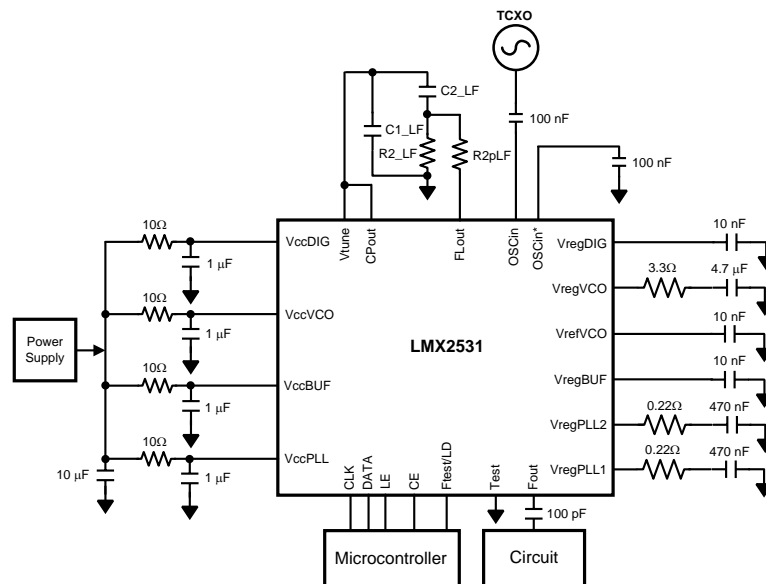 TCXO
C2_LF
C1_LF
R2_LF
R2pLF
100 nF
100 nF
10Ω
1 μF
10Ω
1 μF
10Ω
1 μF
10Ω
1 μF
10 μF
Power
Supply
VccDIG
VccVCO
VccBUF
VccPLL
Vtune
CPout
FLout
OSCin
OSCin*
LMX2531
VregDIG
VregVCO
VrefVCO
VregBUF
VregPLL2
VregPLL1
10 nF
3.3Ω
4.7 μF
10 nF
10 nF
0.22Ω
470 nF
0.22Ω
470 nF
CLK
DATA
LE
CE
Ftest/LD
Test
Fout
100 pF
Microcontroller
Circuit